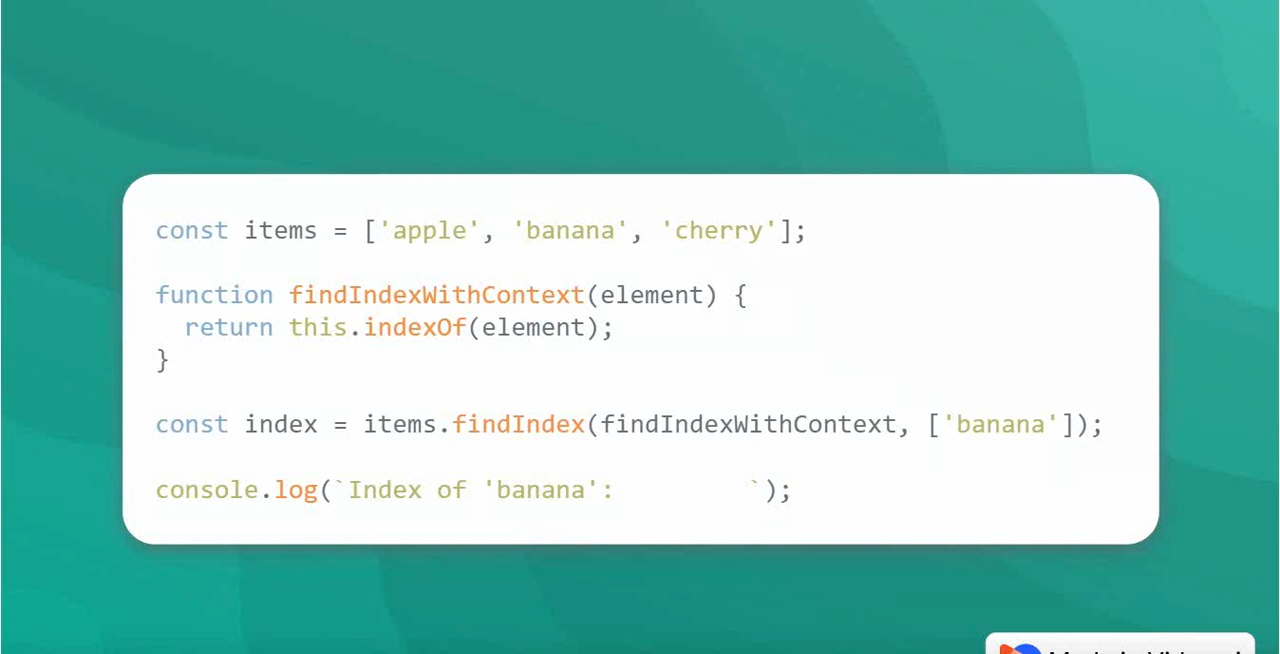 const items = ['apple', 'banana', 'cherry'];
function findIndexWithContext(element) {
return this.indexOf(element);
}
const index = items.findIndex(findIndexWithContext, ['banana']);
console.log(`Index of 'banana': `);